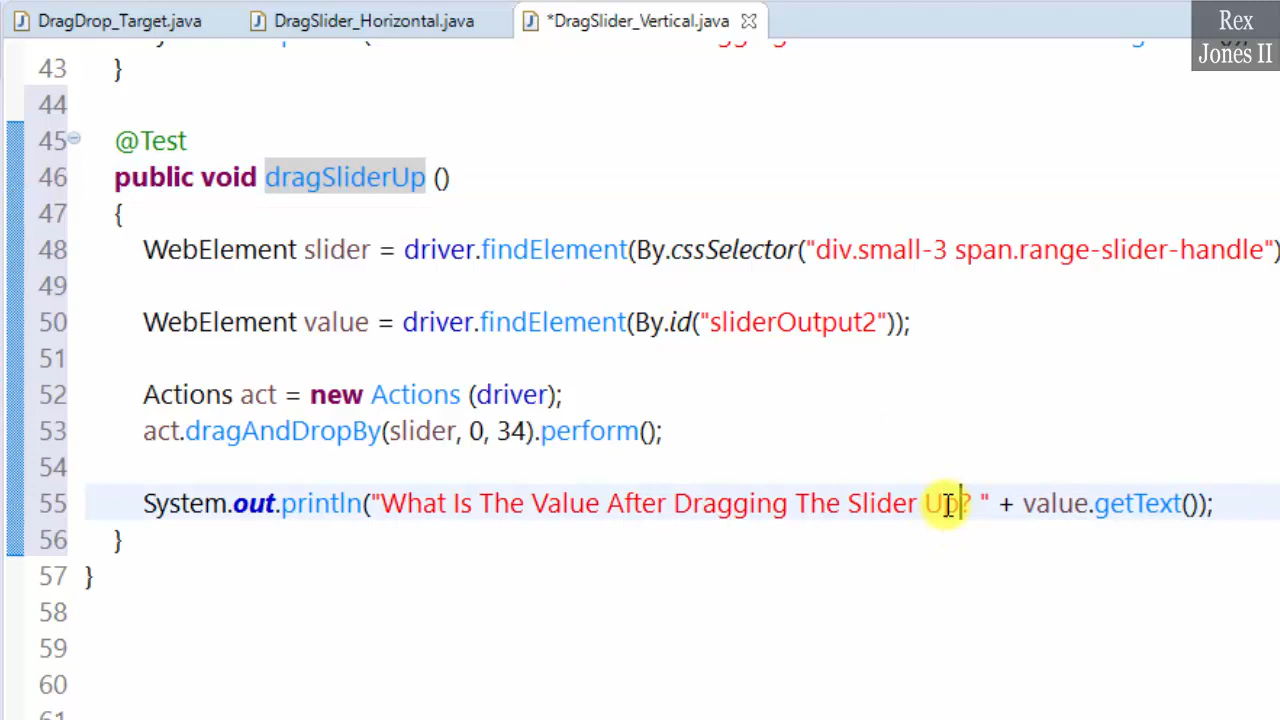 DragDrop_Target.java DragSlider_Horizontal.java *DragSlider_Vertical.java
Rex
Jones II
43 }
44
45 @Test
46 public void dragSliderUp ()
47 {
48 WebElement slider = driver.findElement(By.cssSelector("div.small-3 span.range-slider-handle")
49
50 WebElement value = driver.findElement(By.id("sliderOutput2"));
51
52 Actions act = new Actions (driver);
53 act.dragAndDropBy(slider, 0, 34).perform();
54
55 System.out.println("What Is The Value After Dragging The Slider Up? " + value.getText());
56 }
57 }
58
59
60